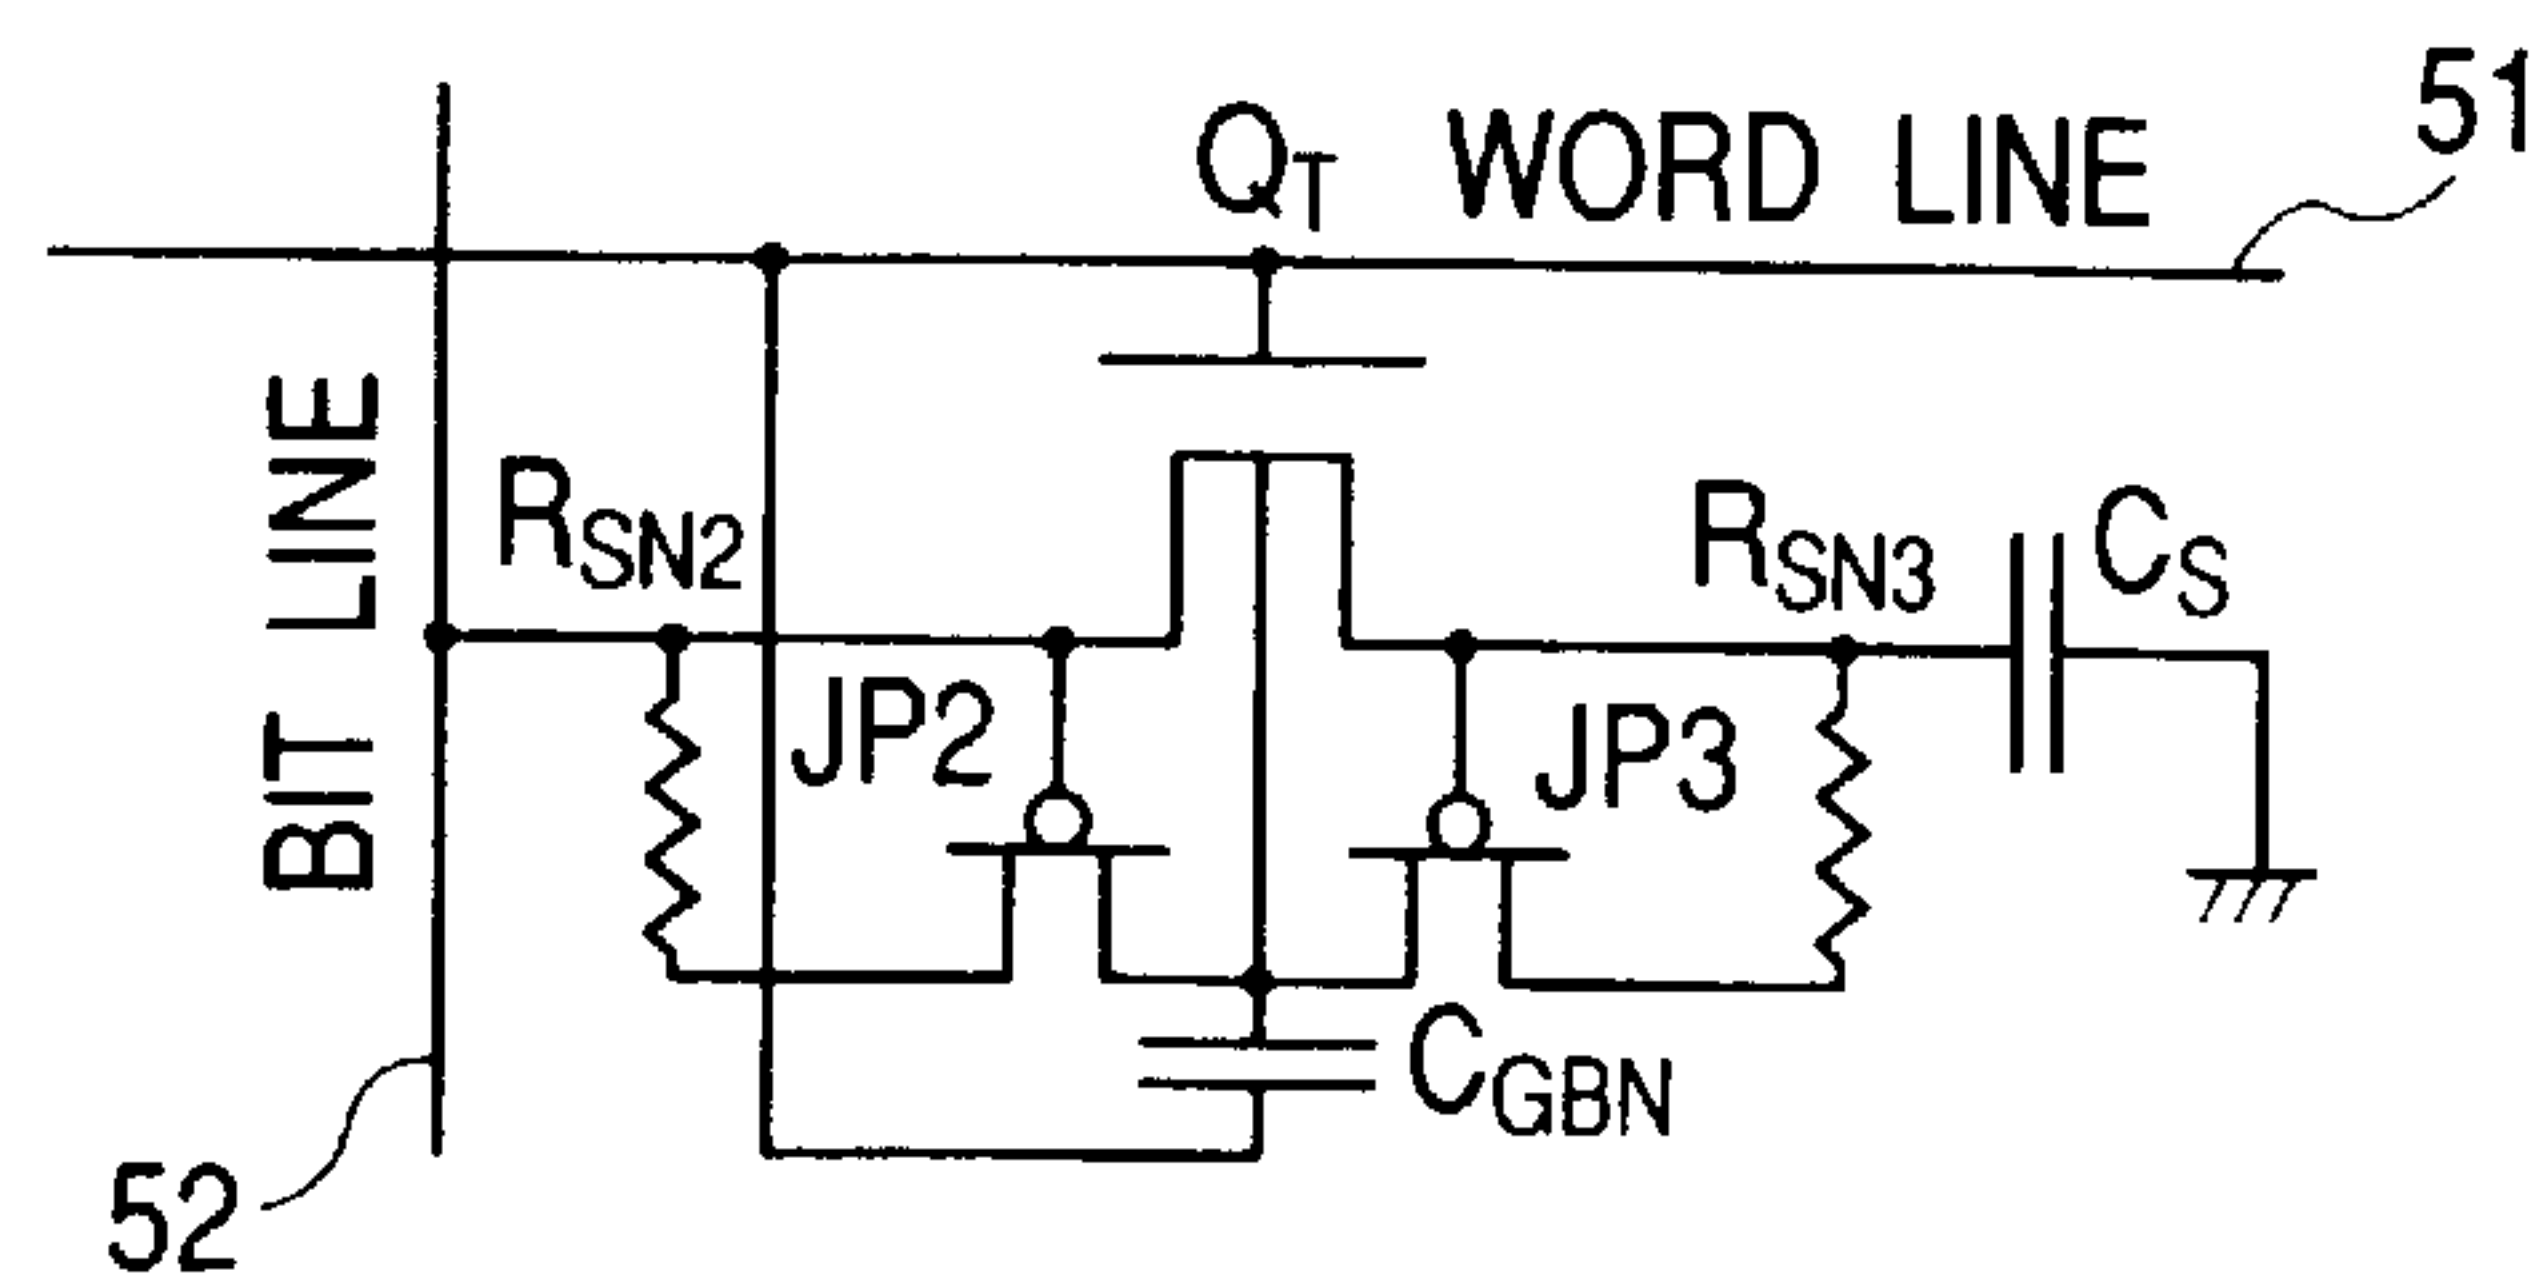 51
QT WORD LINE
BIT LINE
RSN2
RSN3
CS
JP2
JP3
CGBN
52